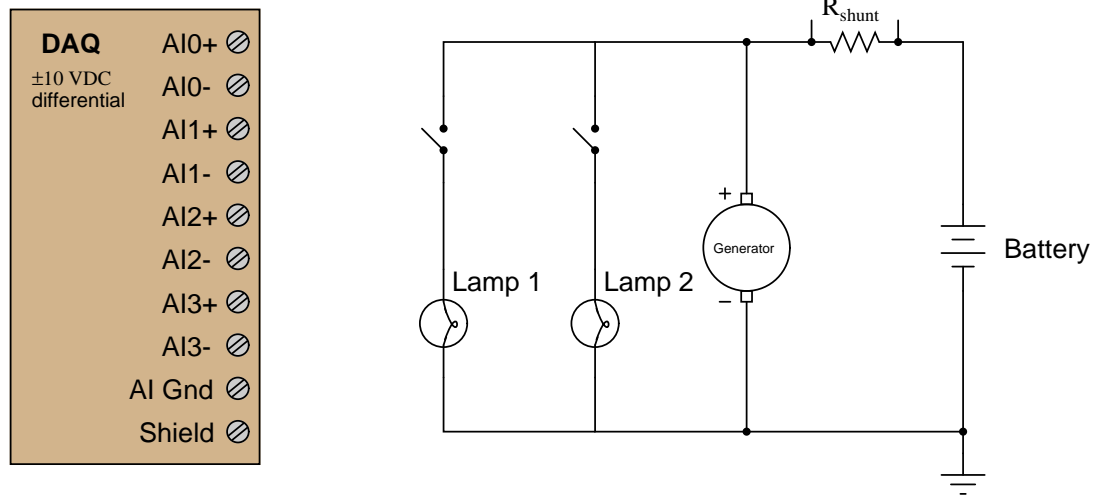 DAQ
±10 VDC
differential
AI0+
AI0-
AI1+
AI1-
AI2+
AI2-
AI3+
AI3-
AI Gnd
Shield
Rshunt
+
Generator
−
Lamp 1
Lamp 2
Battery